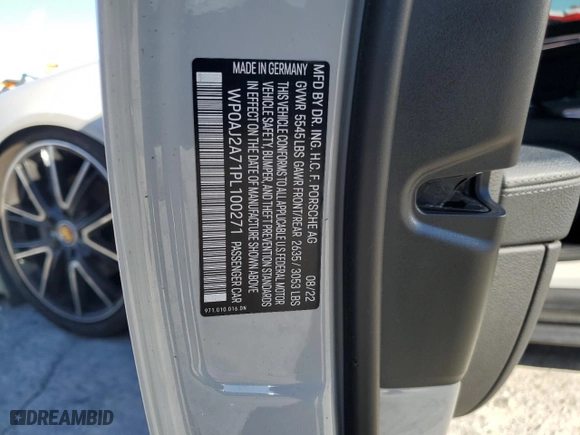 MFD BY DR. ING. H.C. F. PORSCHE AG 08/22
GVWR 5545 LBS GAWR FRONT/REAR 2635 / 3053 LBS
THIS VEHICLE CONFORMS TO ALL APPLICABLE U.S. FEDERAL MOTOR
VEHICLE SAFETY, BUMPER, AND THEFT PREVENTION STANDARDS
IN EFFECT ON THE DATE OF MANUFACTURE SHOWN ABOVE
WP0AJ2A71PL100271 PASSENGER CAR
MADE IN GERMANY
971.010.016 DN
DREAMBID